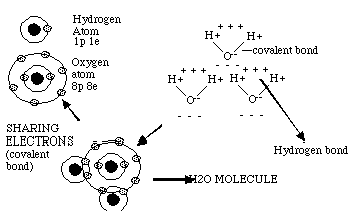 Hydrogen
Atom
1p 1e
Oxygen
atom
8p 8e
SHARING
ELECTRONS
(covalent
bond)
+ + +
H+ H+
O--
covalent bond
- - -
+ + +
H+ H+
O--
- - -
+ + +
H+ H+
O--
- - -
Hydrogen bond
H2O MOLECULE